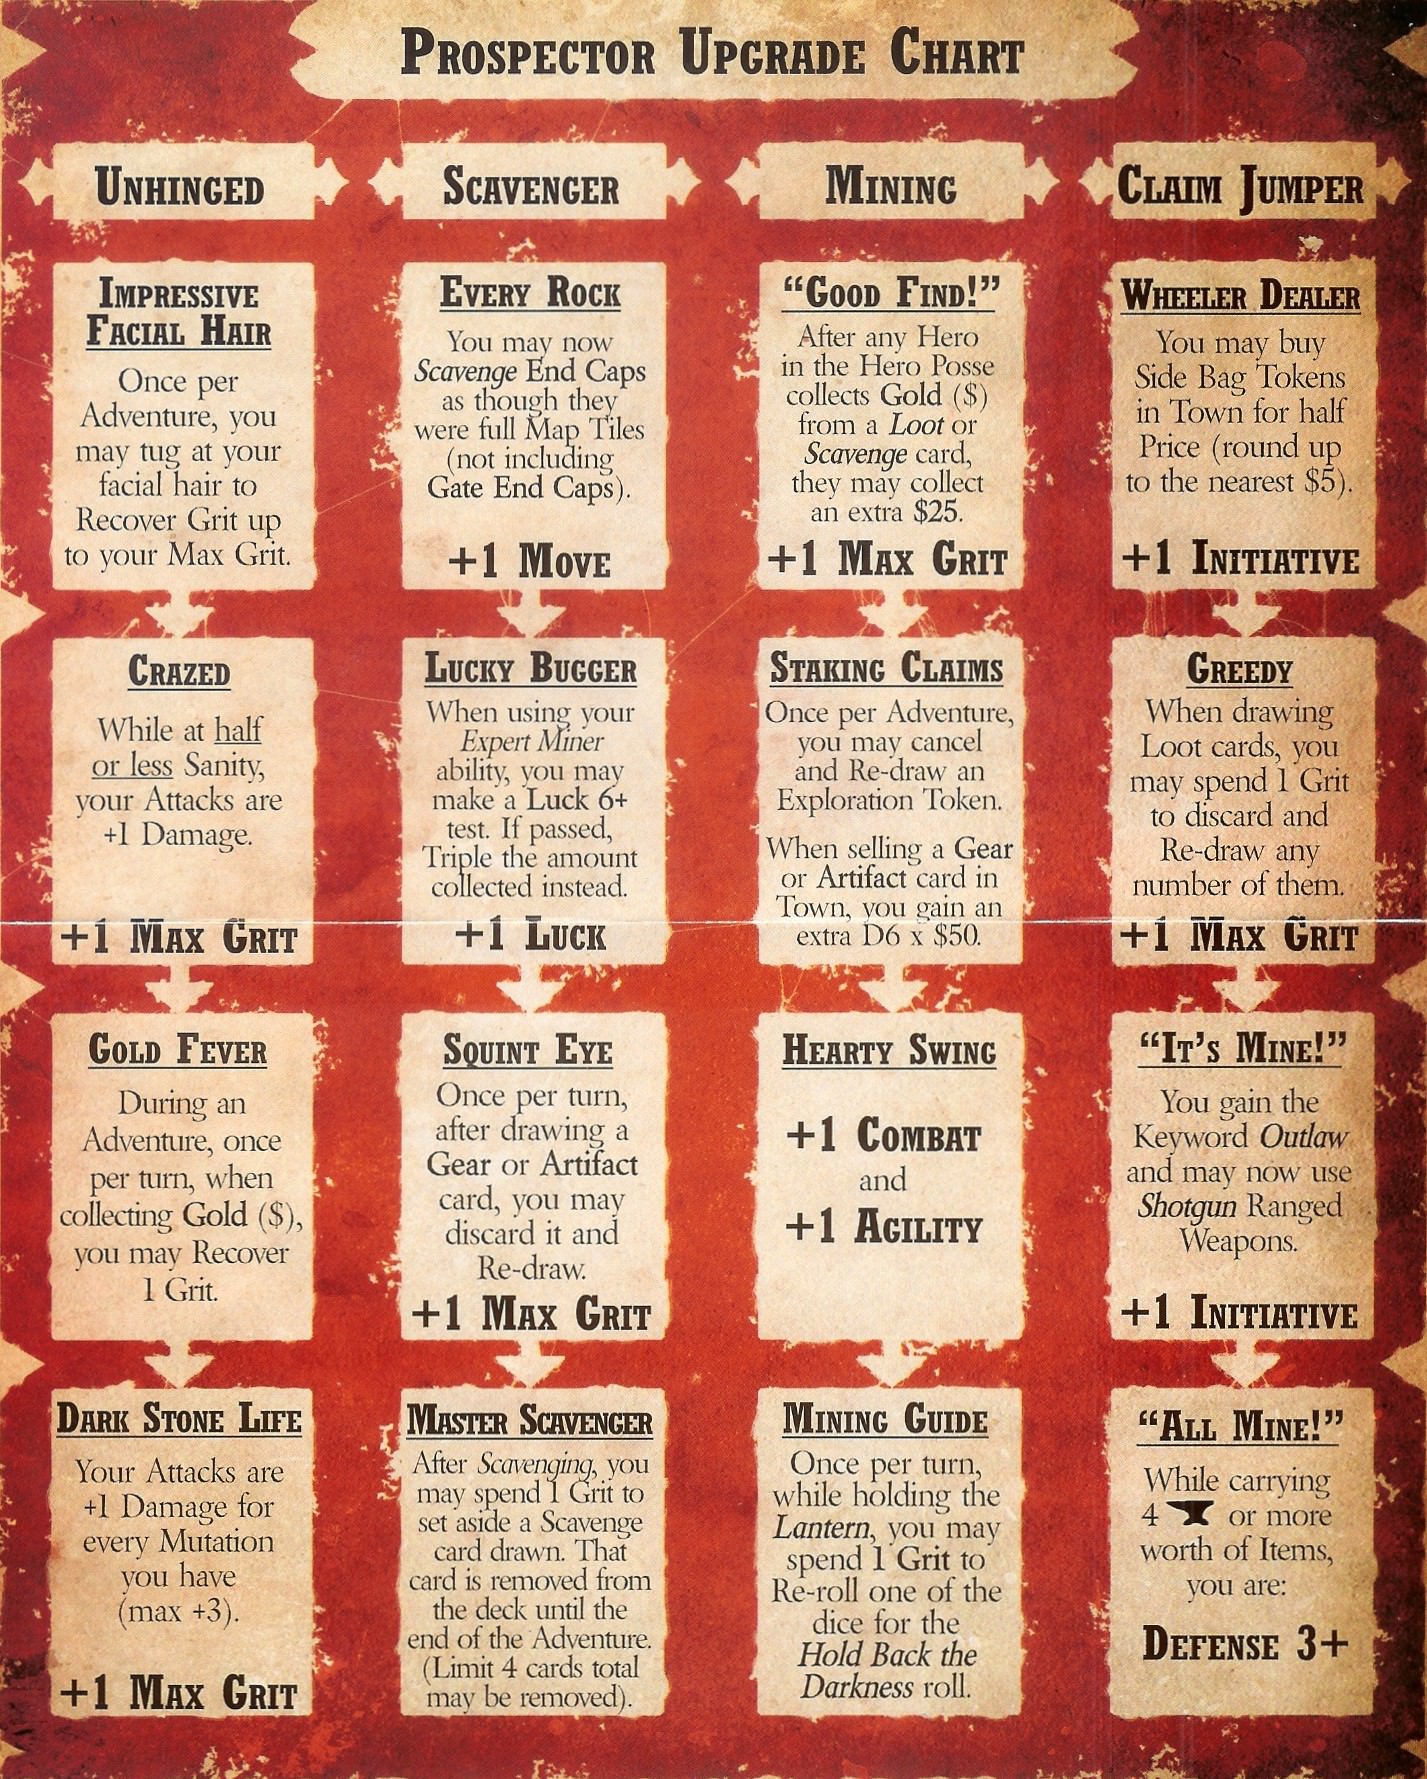 Prospector Upgrade Chart
Unhinged
Impressive
Facial Hair
Once per
Adventure, you
may tug at your
facial hair to
Recover Grit up
to your Max Grit.
Crazed
While at half
or less Sanity,
your Attacks are
+1 Damage.
+1 Max Grit
Gold Fever
During an
Adventure, once
per turn, when
collecting Gold ($),
you may Recover
1 Grit.
Dark Stone Life
Your Attacks are
+1 Damage for
every Mutation
you have
(max +3).
+1 Max Grit
Scavenger
Every Rock
You may now
Scavenge End Caps
as though they
were full Map Tiles
(not including
Gate End Caps).
+1 Move
Lucky Bugger
When using your
Expert Miner
ability, you may
make a Luck 6+
test. If passed,
Triple the amount
collected instead.
+1 Luck
Squint Eye
Once per turn,
after drawing a
Gear or Artifact
card, you may
discard it and
Re-draw.
+1 Max Grit
Master Scavenger
After Scavenging, you
may spend 1 Grit to
set aside a Scavenge
card drawn. That
card is removed from
the deck until the
end of the Adventure.
(Limit 4 cards total
may be removed).
Mining
“Good Find!”
After any Hero
in the Hero Posse
collects Gold ($)
from a Loot or
Scavenge card,
they may collect
an extra $25.
+1 Max Grit
Staking Claims
Once per Adventure,
you may cancel
and Re-draw an
Exploration Token.
When selling a Gear
or Artifact card in
Town, you gain an
extra D6 x $50.
Hearty Swing
+1 Combat
and
+1 Agility
Mining Guide
Once per turn,
while holding the
Lantern, you may
spend 1 Grit to
Re-roll one of the
dice for the
Hold Back the
Darkness roll.
Claim Jumper
Wheeler Dealer
You may buy
Side Bag Tokens
in Town for half
Price (round up
to the nearest $5).
+1 Initiative
Greedy
When drawing
Loot cards, you
may spend 1 Grit
to discard and
Re-draw any
number of them.
+1 Max Grit
“It’s Mine!”
You gain the
Keyword Outlaw
and may now use
Shotgun Ranged
Weapons.
+1 Initiative
“All Mine!”
While carrying
4 or more
worth of Items,
you are:
Defense 3+